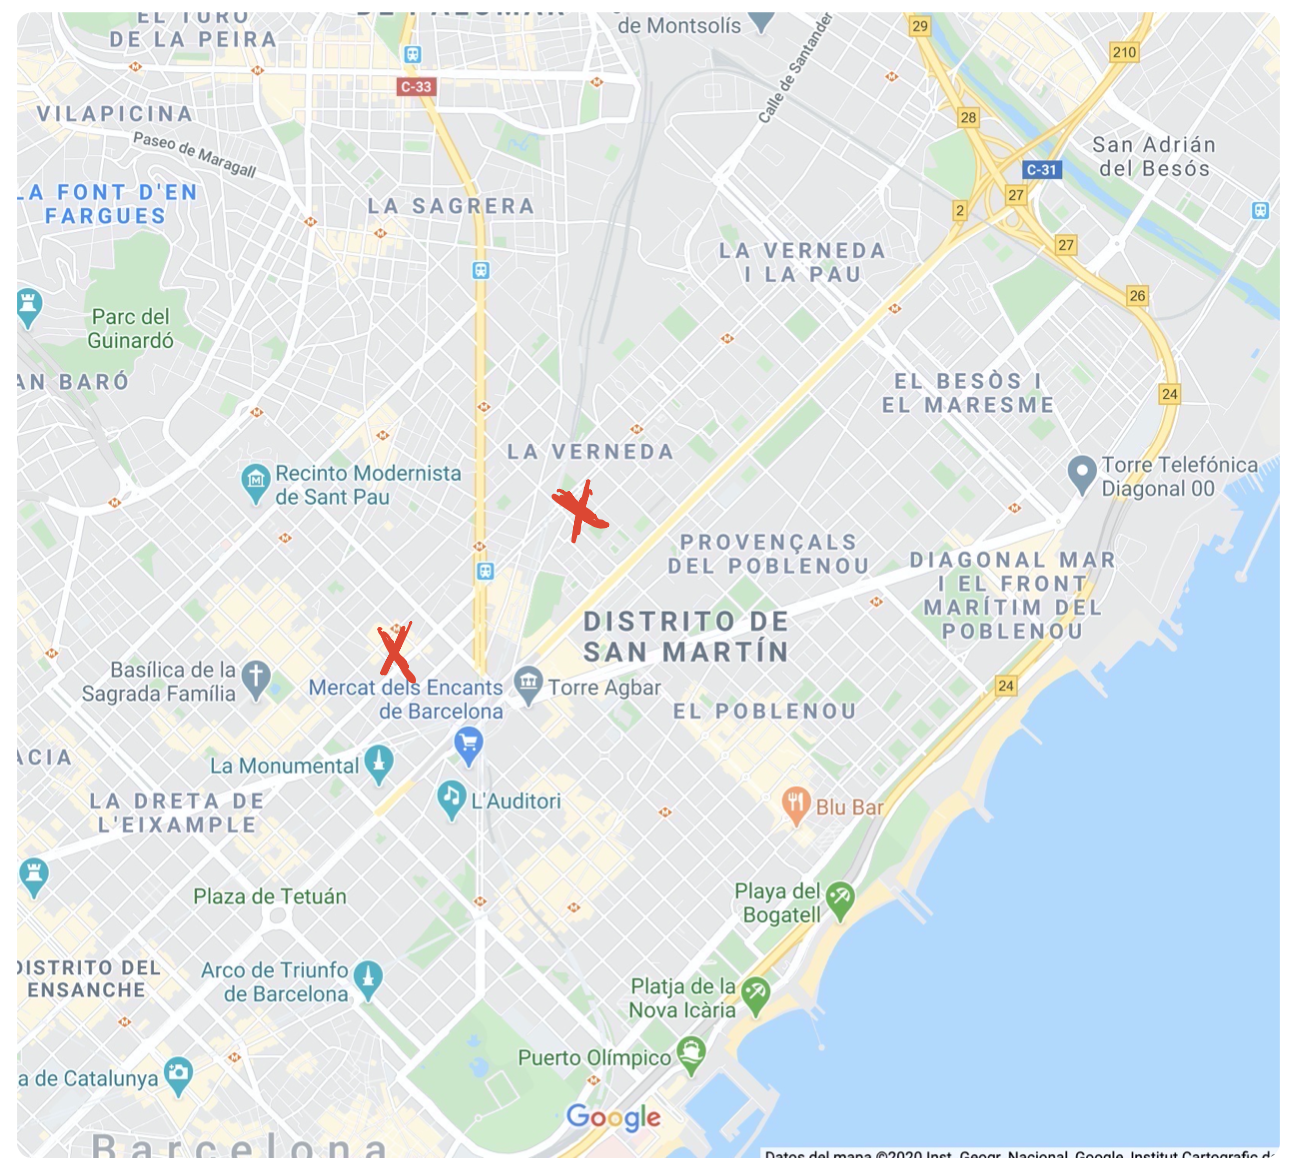 EL TURÓ
DE LA PEIRA
de Montsolís
Calle de Santander
29
210
C-33
28
VILAPICINA
Paseo de Maragall
San Adrián
del Besós
C-31
27
2
LA FONT D'EN
FARGUES
LA SAGRERA
27
LA VERNEDA
I LA PAU
26
Parc del
Guinardó
AN BARÓ
EL BESÒS I
EL MARESME
24
LA VERNEDA
Recinto Modernista
de Sant Pau
Torre Telefónica
Diagonal 00
PROVENÇALS
DEL POBLENOU
DIAGONAL MAR
I EL FRONT
MARÍTIM DEL
POBLENOU
DISTRITO DE
SAN MARTÍN
Basílica de la
Sagrada Família
Mercat dels Encants
de Barcelona
Torre Agbar
24
EL POBLENOU
ACIA
La Monumental
LA DRETA DE
L'EIXAMPLE
L'Auditori
Blu Bar
Plaza de Tetuán
Playa del
Bogatell
DISTRITO DEL
ENSANCHE
Arco de Triunfo
de Barcelona
Platja de la
Nova Icària
Puerto Olímpico
a de Catalunya
Google
Barcelona
Datos del mapa ©2020 Inst. Geogr. Nacional, Google, Institut Cartogràfic de